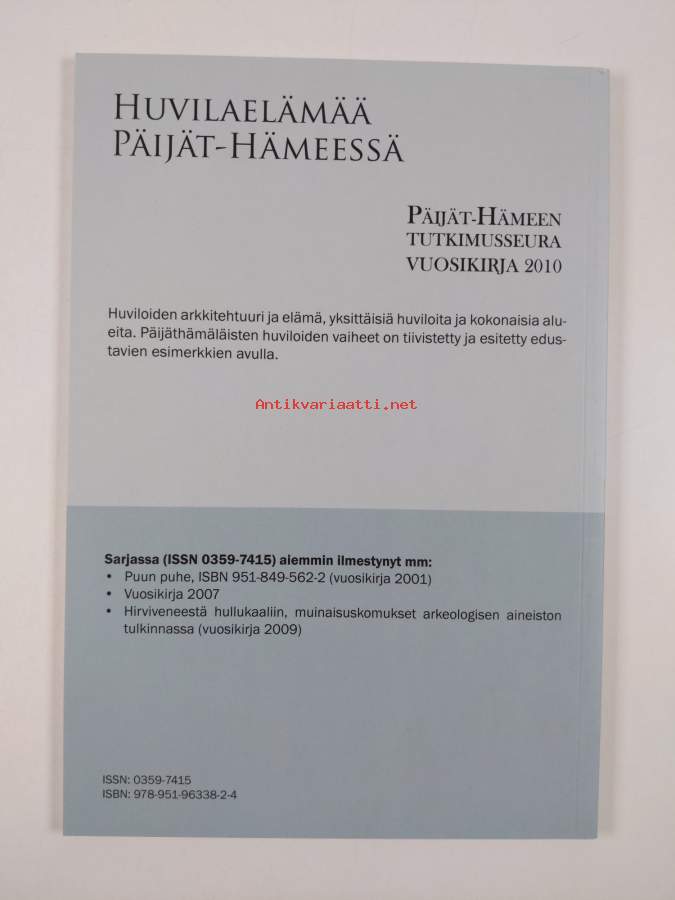 HUVILAELÄMÄÄ
PÄIJÄT-HÄMEESSÄ
PÄIJÄT-HÄMEEN
TUTKIMUSSEURA
VUOSIKIRJA 2010
Huviloiden arkkitehtuuri ja elämä, yksittäisiä huviloita ja kokonaisia alu-
eita. Päijäthämäläisten huviloiden vaiheet on tiivistetty ja esitetty edus-
tavien esimerkkien avulla.
Antikvariaatti.net
Sarjassa (ISSN 0359-7415) aiemmin ilmestynyt mm:
• Puun puhe, ISBN 951-849-562-2 (vuosikirja 2001)
• Vuosikirja 2007
• Hirviveneestä hullukaaliin, muinaisuskomukset arkeologisen aineiston
tulkinnassa (vuosikirja 2009)
ISSN: 0359-7415
ISBN: 978-951-96338-2-4